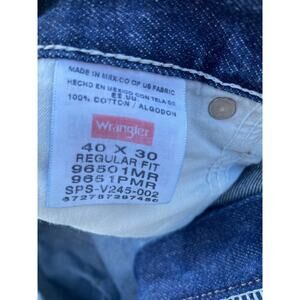 MADE IN MEXICO OF US FABRIC
HECHO EN MEXICO CON TELA DE
EE.UU.
100% COTTON / ALGODON
Wrangler
40 X 30
REGULAR FIT
96501MR
9651PMR
SPS-V245-002